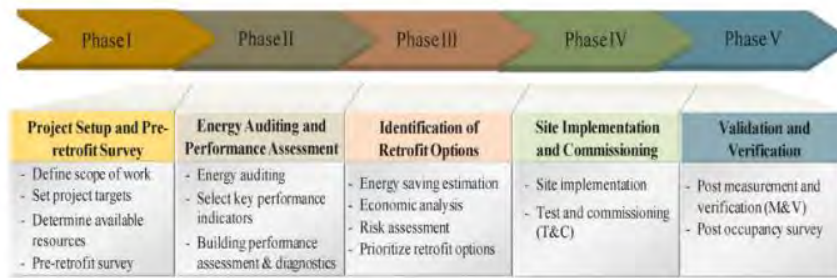 Phase I
Phase II
Phase III
Phase IV
Phase V
Project Setup and Pre-
retrofit Survey
- Define scope of work
- Set project targets
- Determine available
resources
- Pre-retrofit survey
Energy Auditing and
Performance Assessment
- Energy auditing
- Select key performance
indicators
- Building performance
assessment & diagnostics
Identification of
Retrofit Options
- Energy saving estimation
- Economic analysis
- Risk assessment
- Prioritize retrofit options
Site Implementation
and Commissioning
- Site implementation
- Test and commissioning
(T&C)
Validation and
Verification
- Post measurement and
verification (M&V)
- Post occupancy survey